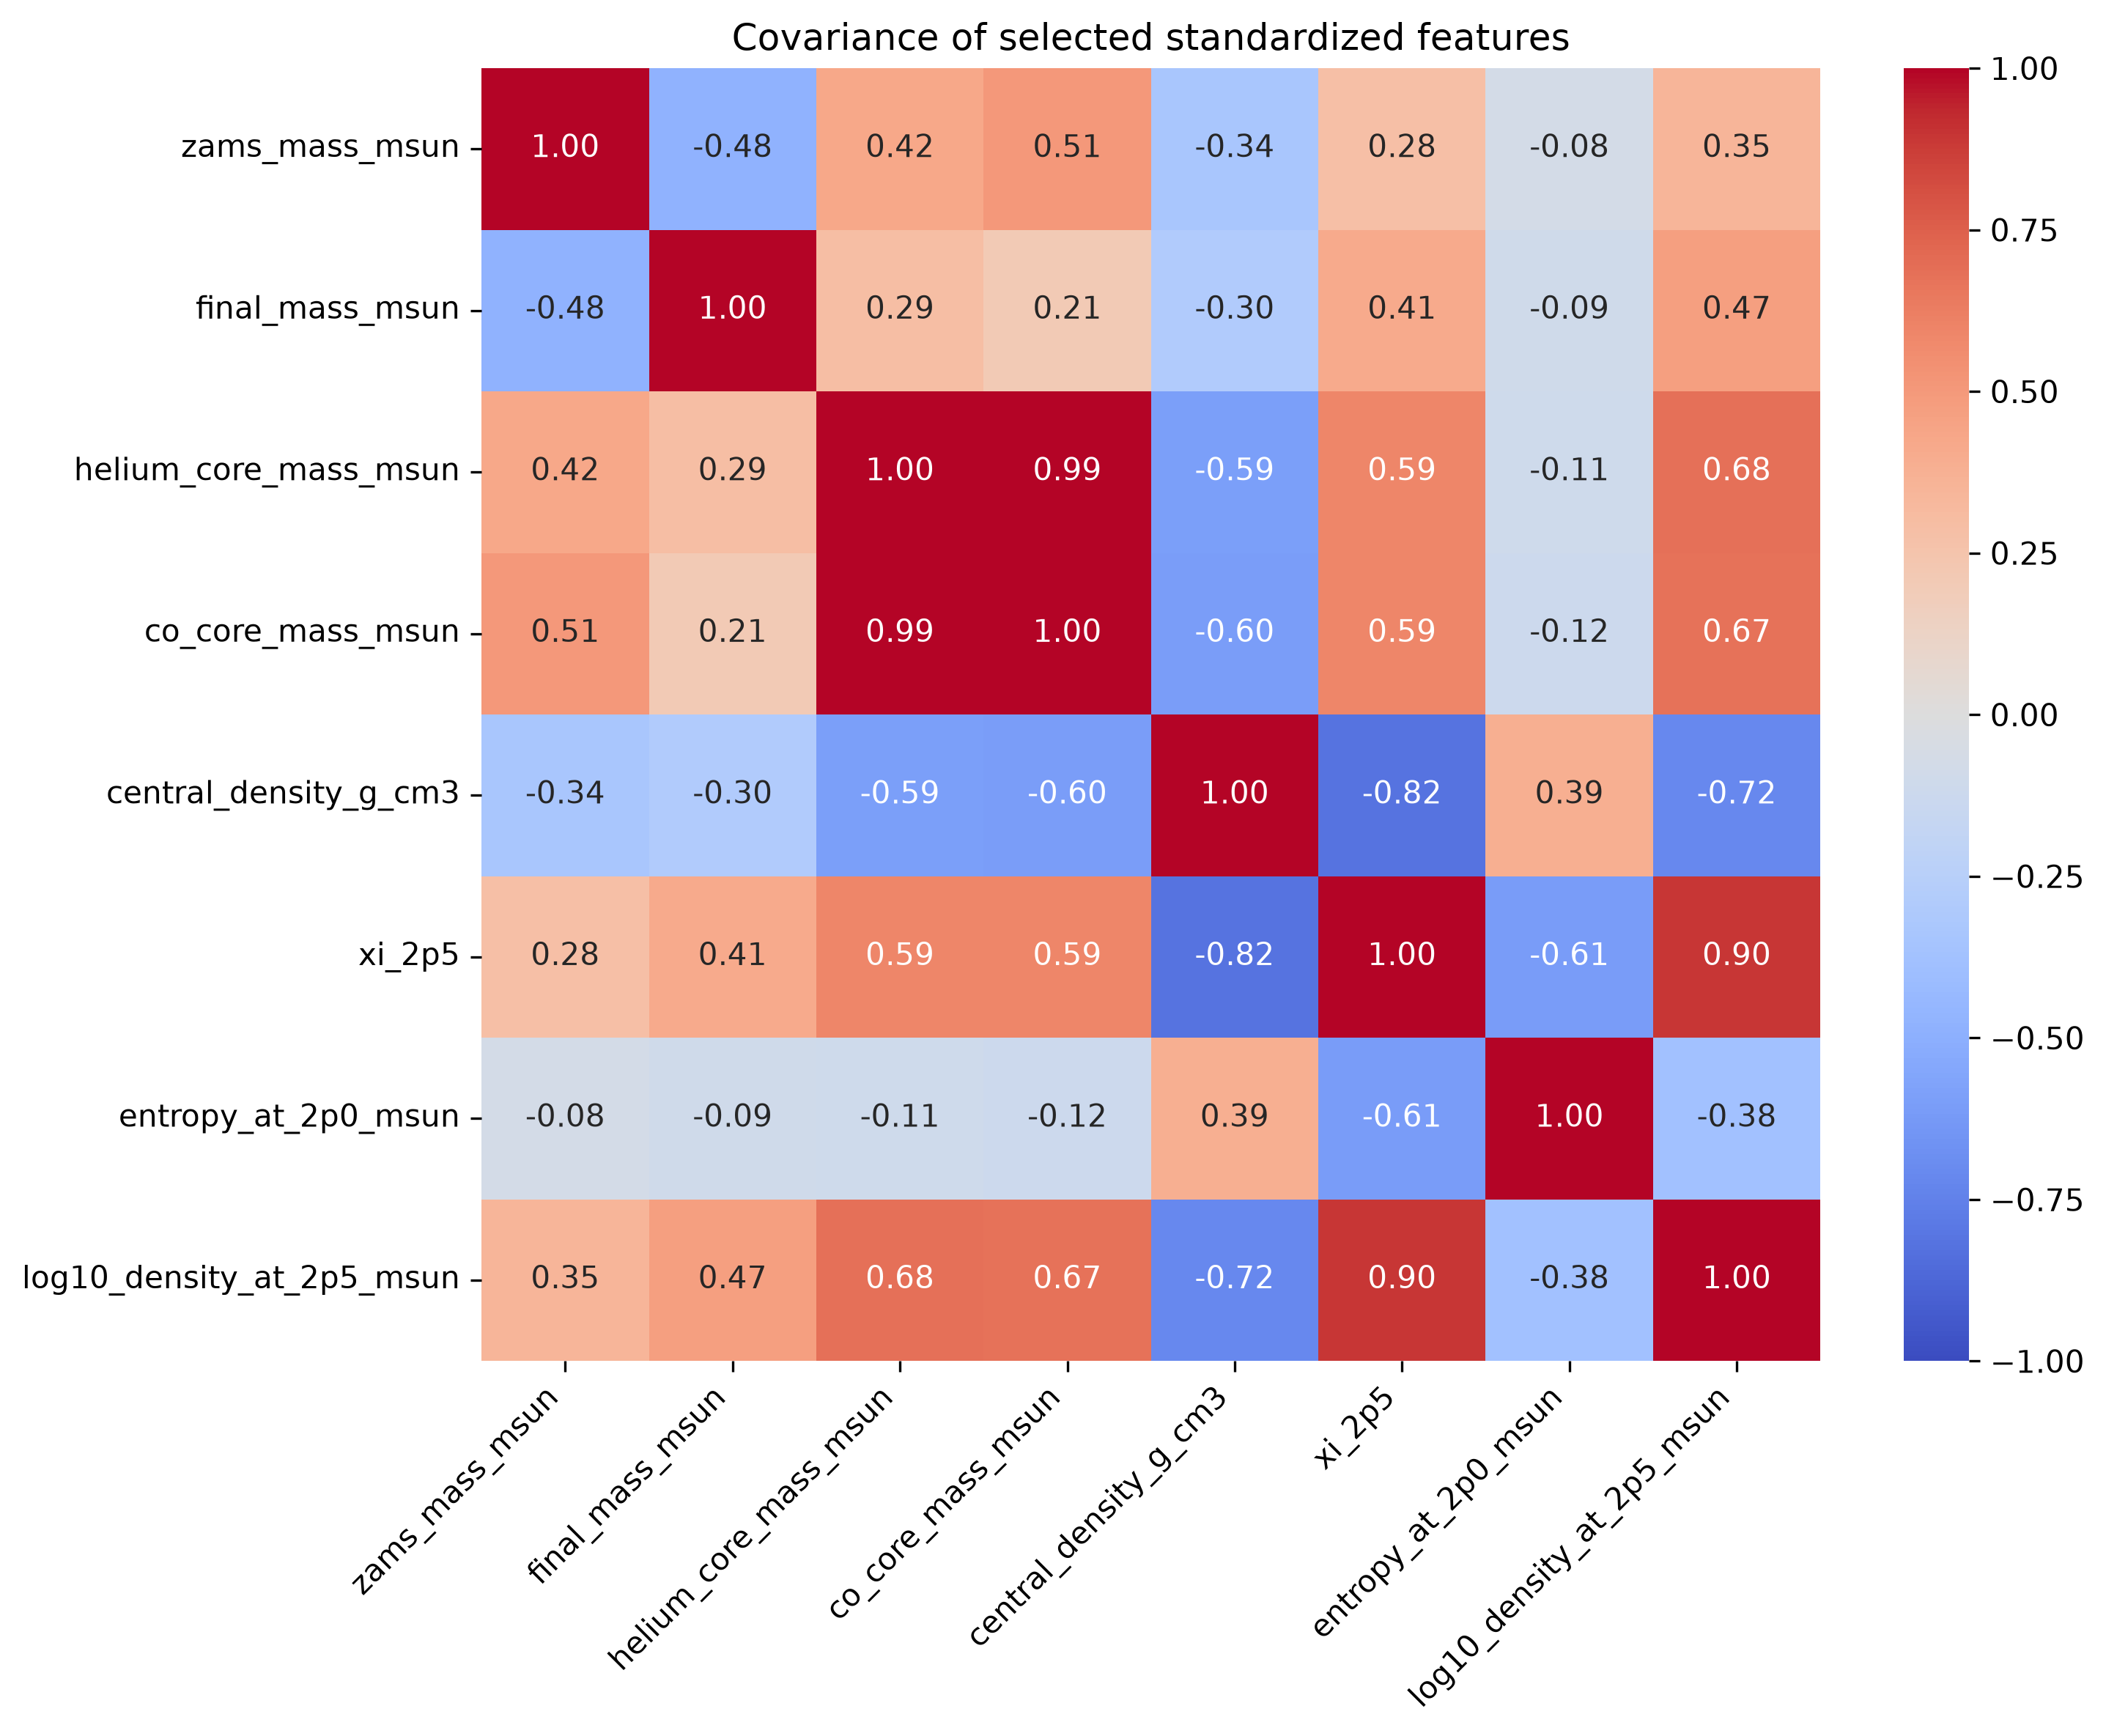 Covariance of selected standardized features
zams_mass_msun 1.00 -0.48 0.42 0.51 -0.34 0.28 -0.08 0.35
final_mass_msun -0.48 1.00 0.29 0.21 -0.30 0.41 -0.09 0.47
helium_core_mass_msun 0.42 0.29 1.00 0.99 -0.59 0.59 -0.11 0.68
co_core_mass_msun 0.51 0.21 0.99 1.00 -0.60 0.59 -0.12 0.67
central_density_g_cm3 -0.34 -0.30 -0.59 -0.60 1.00 -0.82 0.39 -0.72
xi_2p5 0.28 0.41 0.59 0.59 -0.82 1.00 -0.61 0.90
entropy_at_2p0_msun -0.08 -0.09 -0.11 -0.12 0.39 -0.61 1.00 -0.38
log10_density_at_2p5_msun 0.35 0.47 0.68 0.67 -0.72 0.90 -0.38 1.00
zams_mass_msun
final_mass_msun
helium_core_mass_msun
co_core_mass_msun
central_density_g_cm3
xi_2p5
entropy_at_2p0_msun
log10_density_at_2p5_msun
1.00
0.75
0.50
0.25
0.00
−0.25
−0.50
−0.75
−1.00